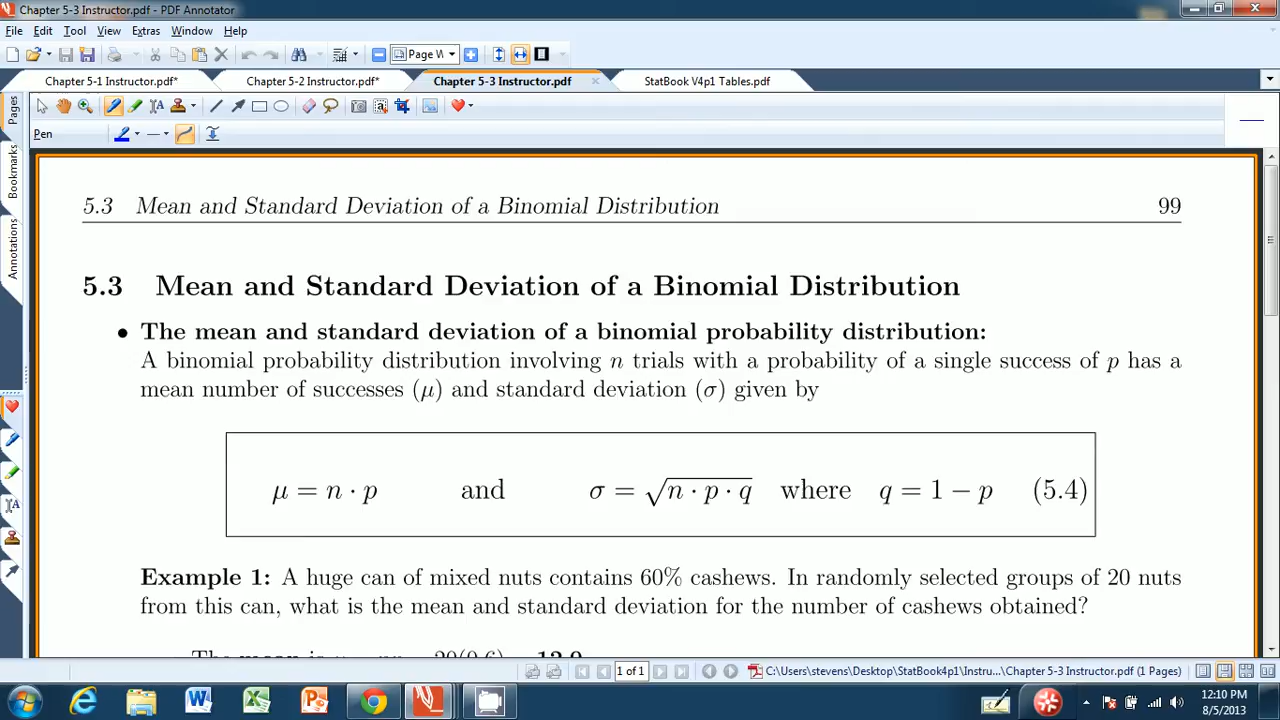 Chapter 5-3 Instructor.pdf - PDF Annotator
File Edit Tool View Extras Window Help
Page W
Chapter 5-1 Instructor.pdf* Chapter 5-2 Instructor.pdf* Chapter 5-3 Instructor.pdf StatBook V4p1 Tables.pdf
Pen
Pages
Bookmarks
Annotations
5.3 Mean and Standard Deviation of a Binomial Distribution 99
5.3 Mean and Standard Deviation of a Binomial Distribution
• The mean and standard deviation of a binomial probability distribution:
A binomial probability distribution involving n trials with a probability of a single success of p has a
mean number of successes (μ) and standard deviation (σ) given by
μ = n · p and σ = √n · p · q where q = 1 − p (5.4)
Example 1: A huge can of mixed nuts contains 60% cashews. In randomly selected groups of 20 nuts
from this can, what is the mean and standard deviation for the number of cashews obtained?
1 of 1 C:\Users\stevens\Desktop\StatBook4p1\Instru...\Chapter 5-3 Instructor.pdf (1 Pages)
12:10 PM
8/5/2013